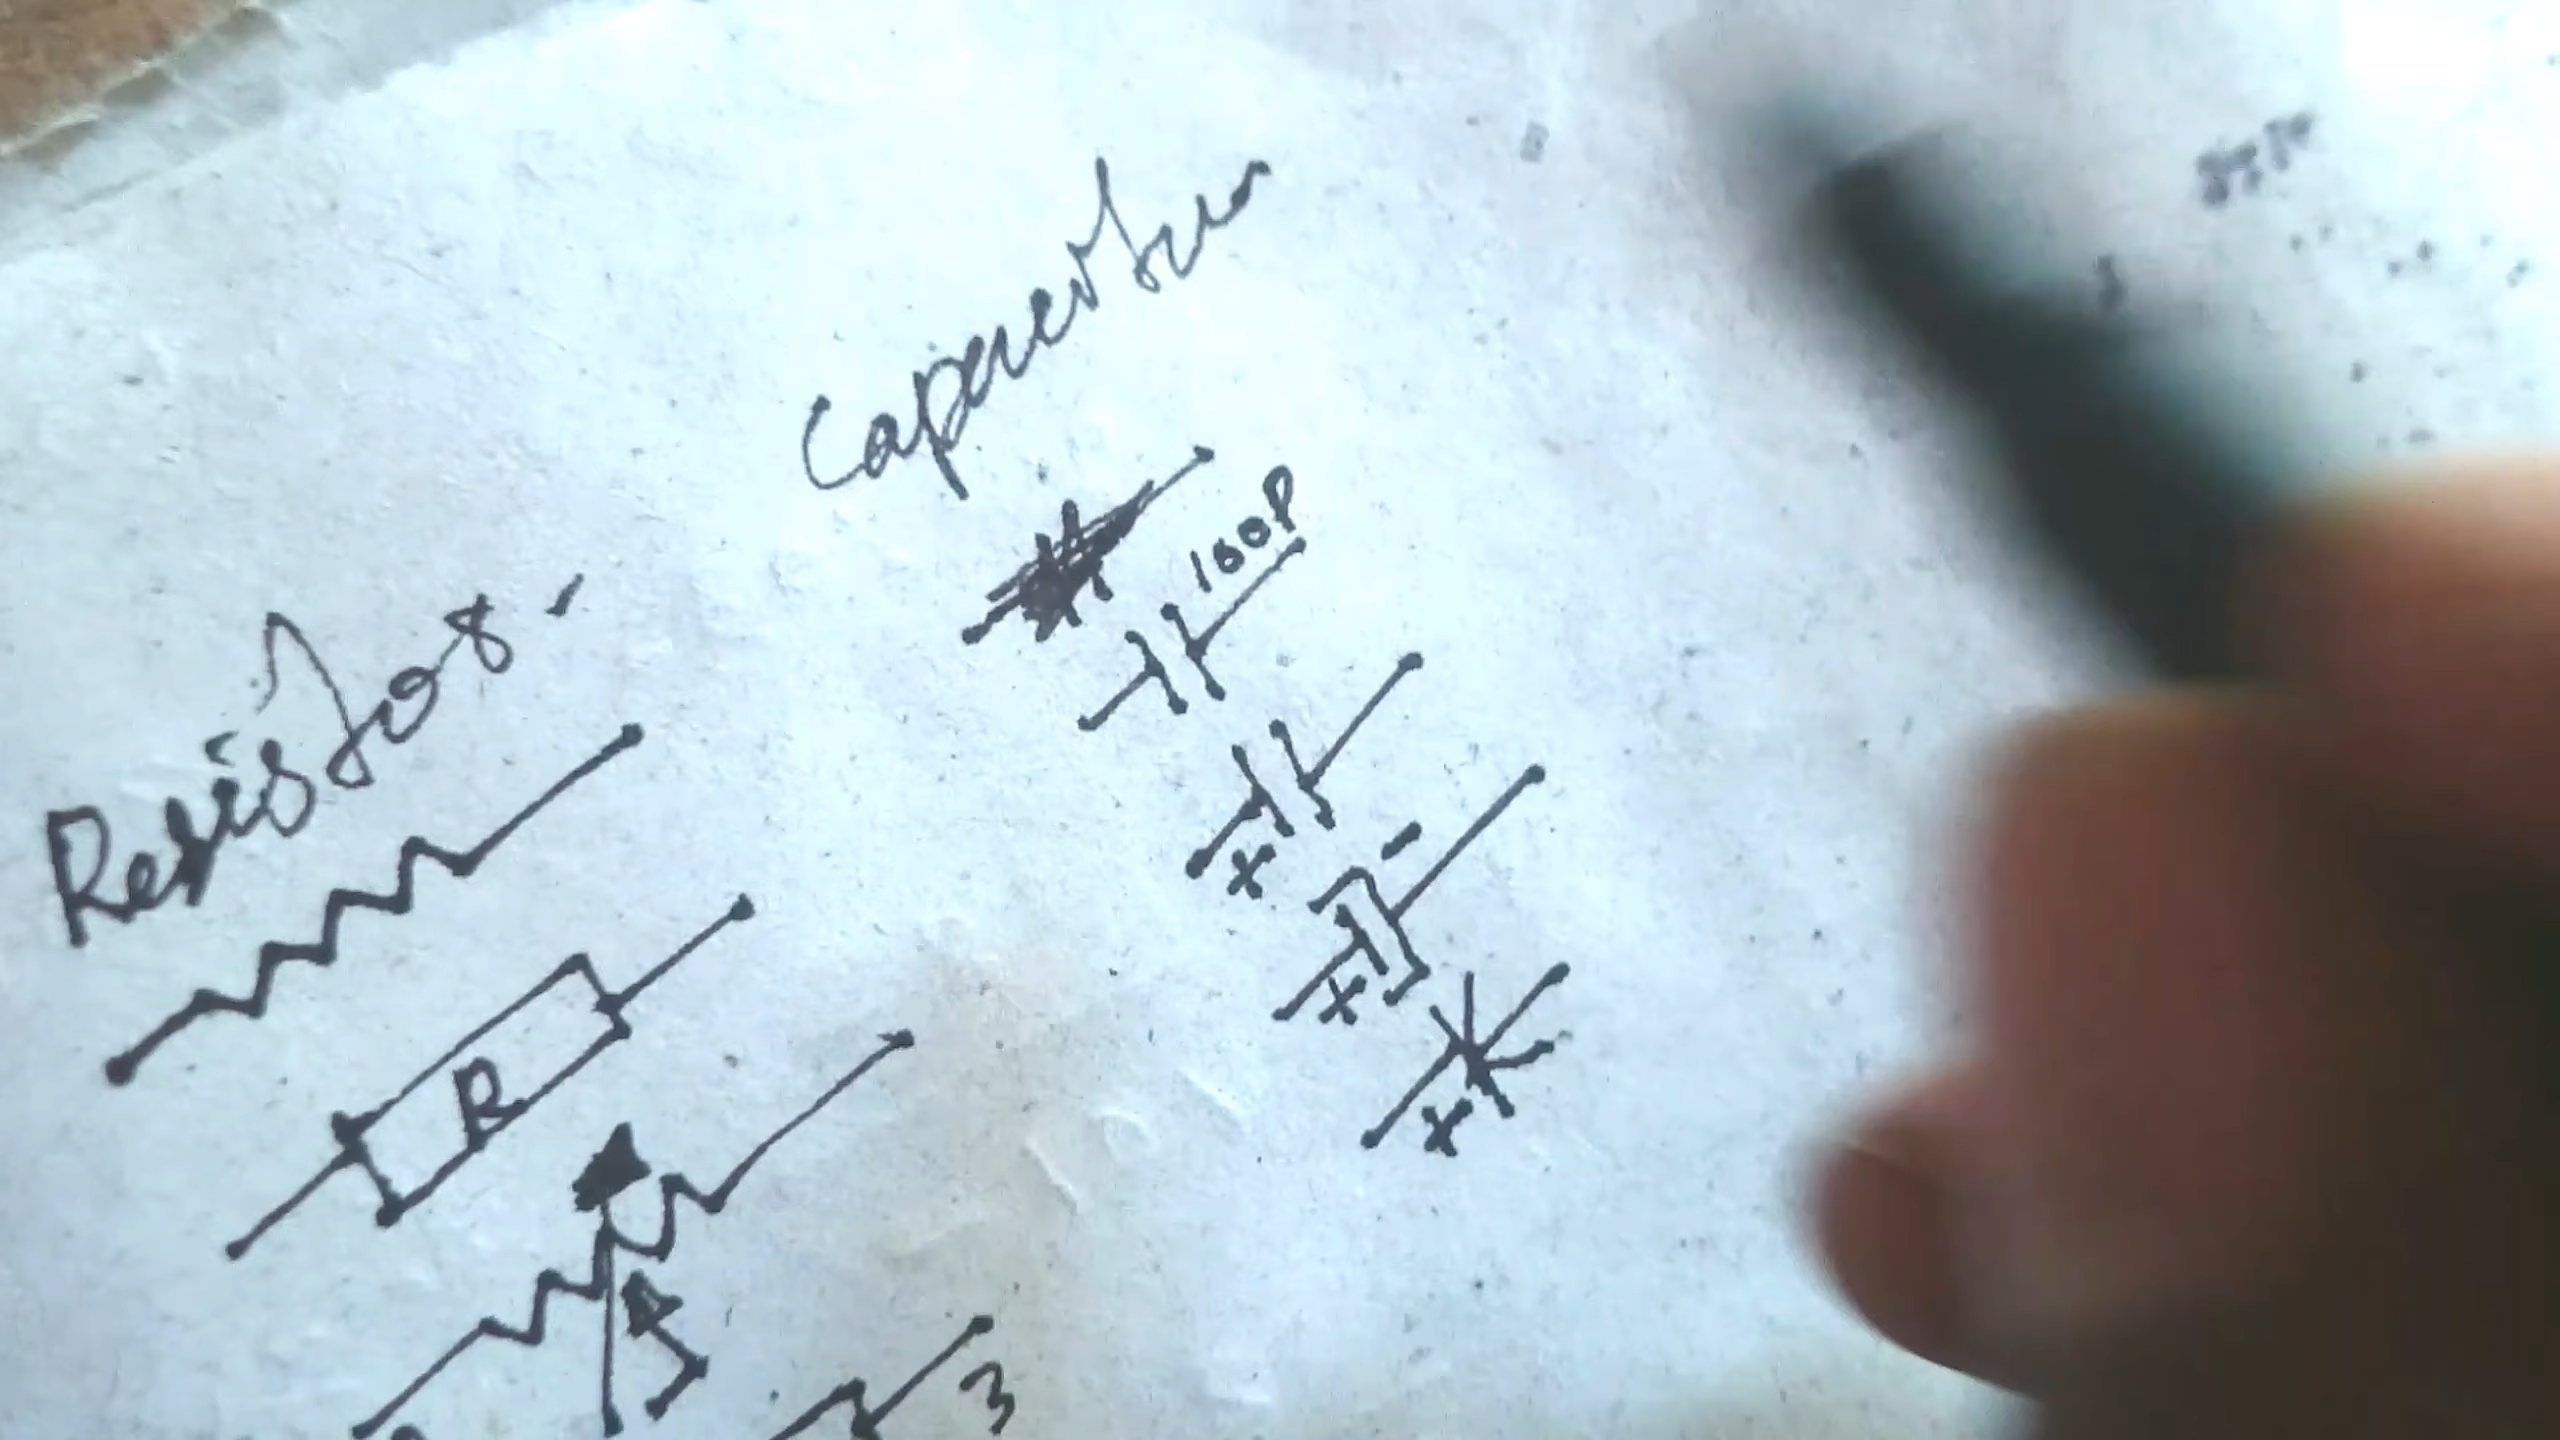 Resistor -
R
3
Capacitor
100P
+
+ -
+